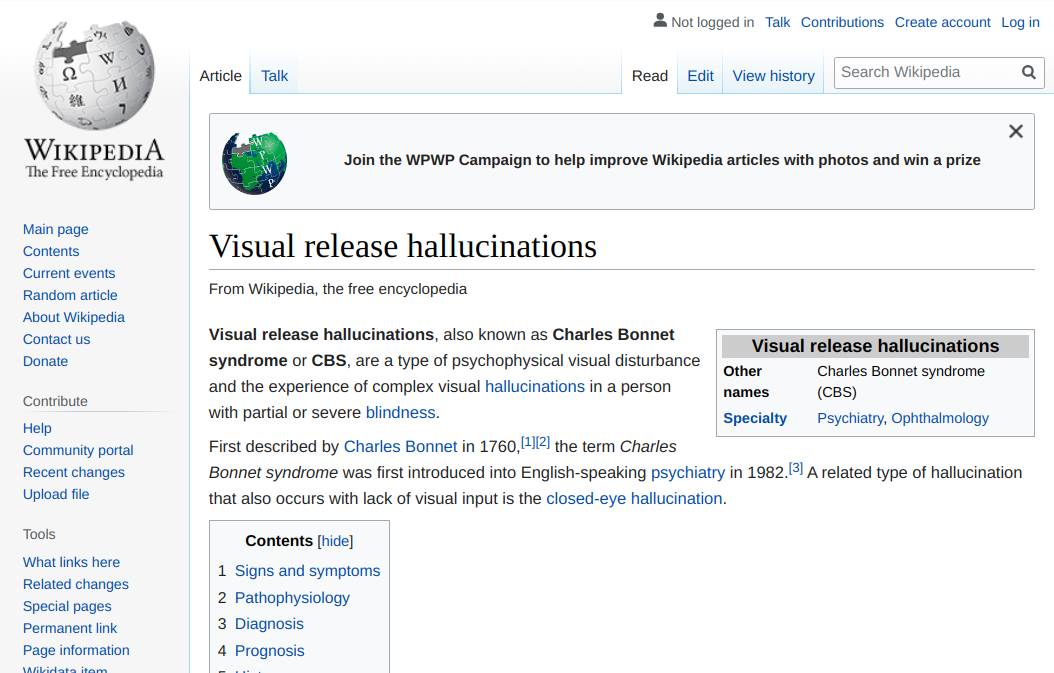 Not logged in Talk Contributions Create account Log in
Article Talk Read Edit View history Search Wikipedia
WIKIPEDIA
The Free Encyclopedia
Join the WPWP Campaign to help improve Wikipedia articles with photos and win a prize
Main page
Contents
Current events
Random article
About Wikipedia
Contact us
Donate
Contribute
Help
Community portal
Recent changes
Upload file
Tools
What links here
Related changes
Special pages
Permanent link
Page information
Wikidata item
Visual release hallucinations
From Wikipedia, the free encyclopedia
Visual release hallucinations, also known as Charles Bonnet
syndrome or CBS, are a type of psychophysical visual disturbance
and the experience of complex visual hallucinations in a person
with partial or severe blindness.
Visual release hallucinations
Other names Charles Bonnet syndrome (CBS)
Specialty Psychiatry, Ophthalmology
First described by Charles Bonnet in 1760,[1][2] the term Charles
Bonnet syndrome was first introduced into English-speaking psychiatry in 1982.[3] A related type of hallucination
that also occurs with lack of visual input is the closed-eye hallucination.
Contents [hide]
1 Signs and symptoms
2 Pathophysiology
3 Diagnosis
4 Prognosis